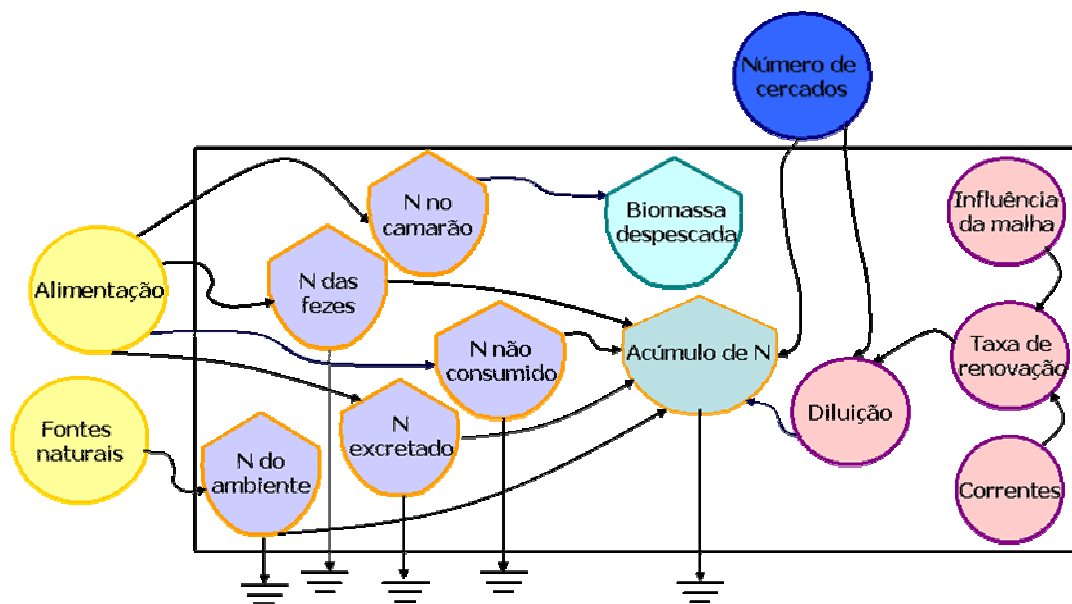 Número de
cercados
N no
camarão
Biomassa
despescada
Influência
da malha
Alimentação
N das
fezes
N não
consumido
Acúmulo de N
Taxa de
renovação
Diluição
Fontes
naturais
N
excretado
N do
ambiente
Correntes